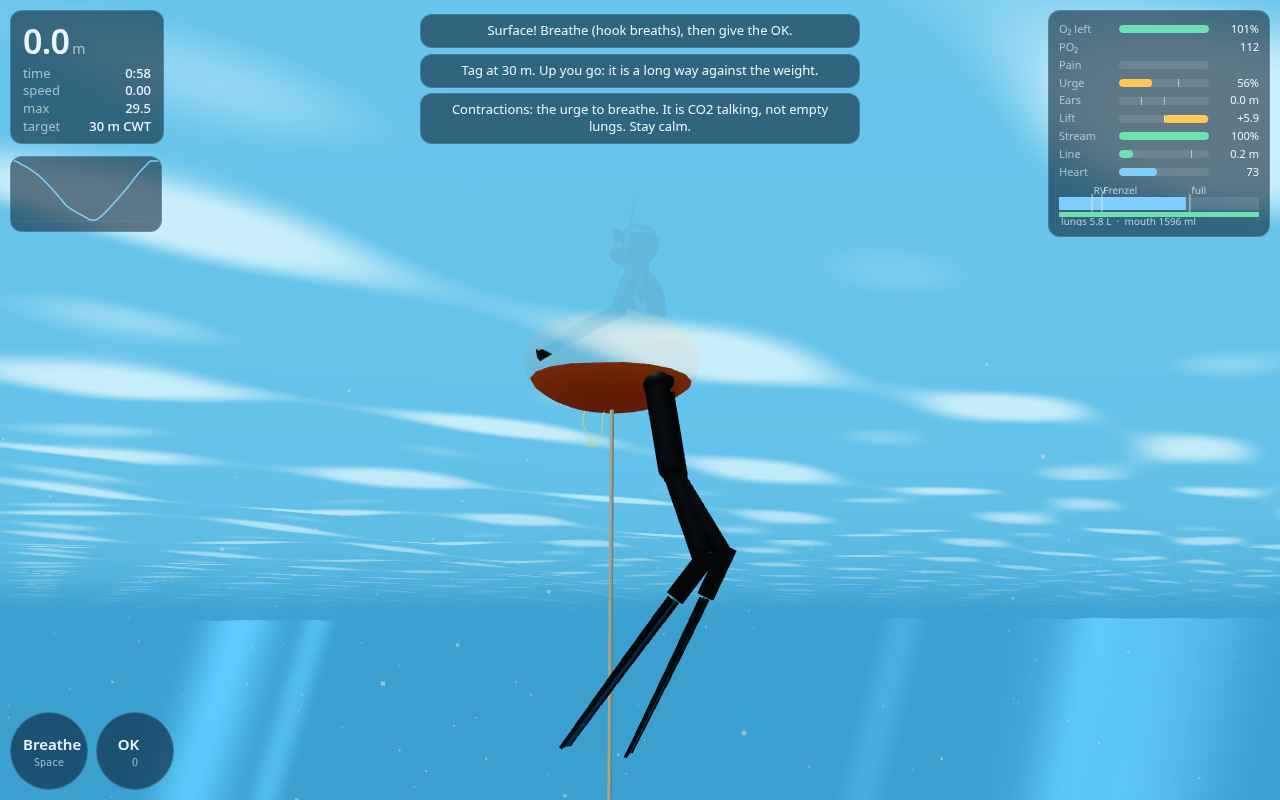 0.0 m
time 0:58
speed 0.00
max 29.5
target 30 m CWT
Surface! Breathe (hook breaths), then give the OK.
Tag at 30 m. Up you go: it is a long way against the weight.
Contractions: the urge to breathe. It is CO2 talking, not empty
lungs. Stay calm.
O₂ left 101%
PO₂ 112
Pain
Urge 56%
Ears 0.0 m
Lift +5.9
Stream 100%
Line 0.2 m
Heart 73
RV Frenzel full
lungs 5.8 L · mouth 1596 ml
Breathe
Space
OK
0